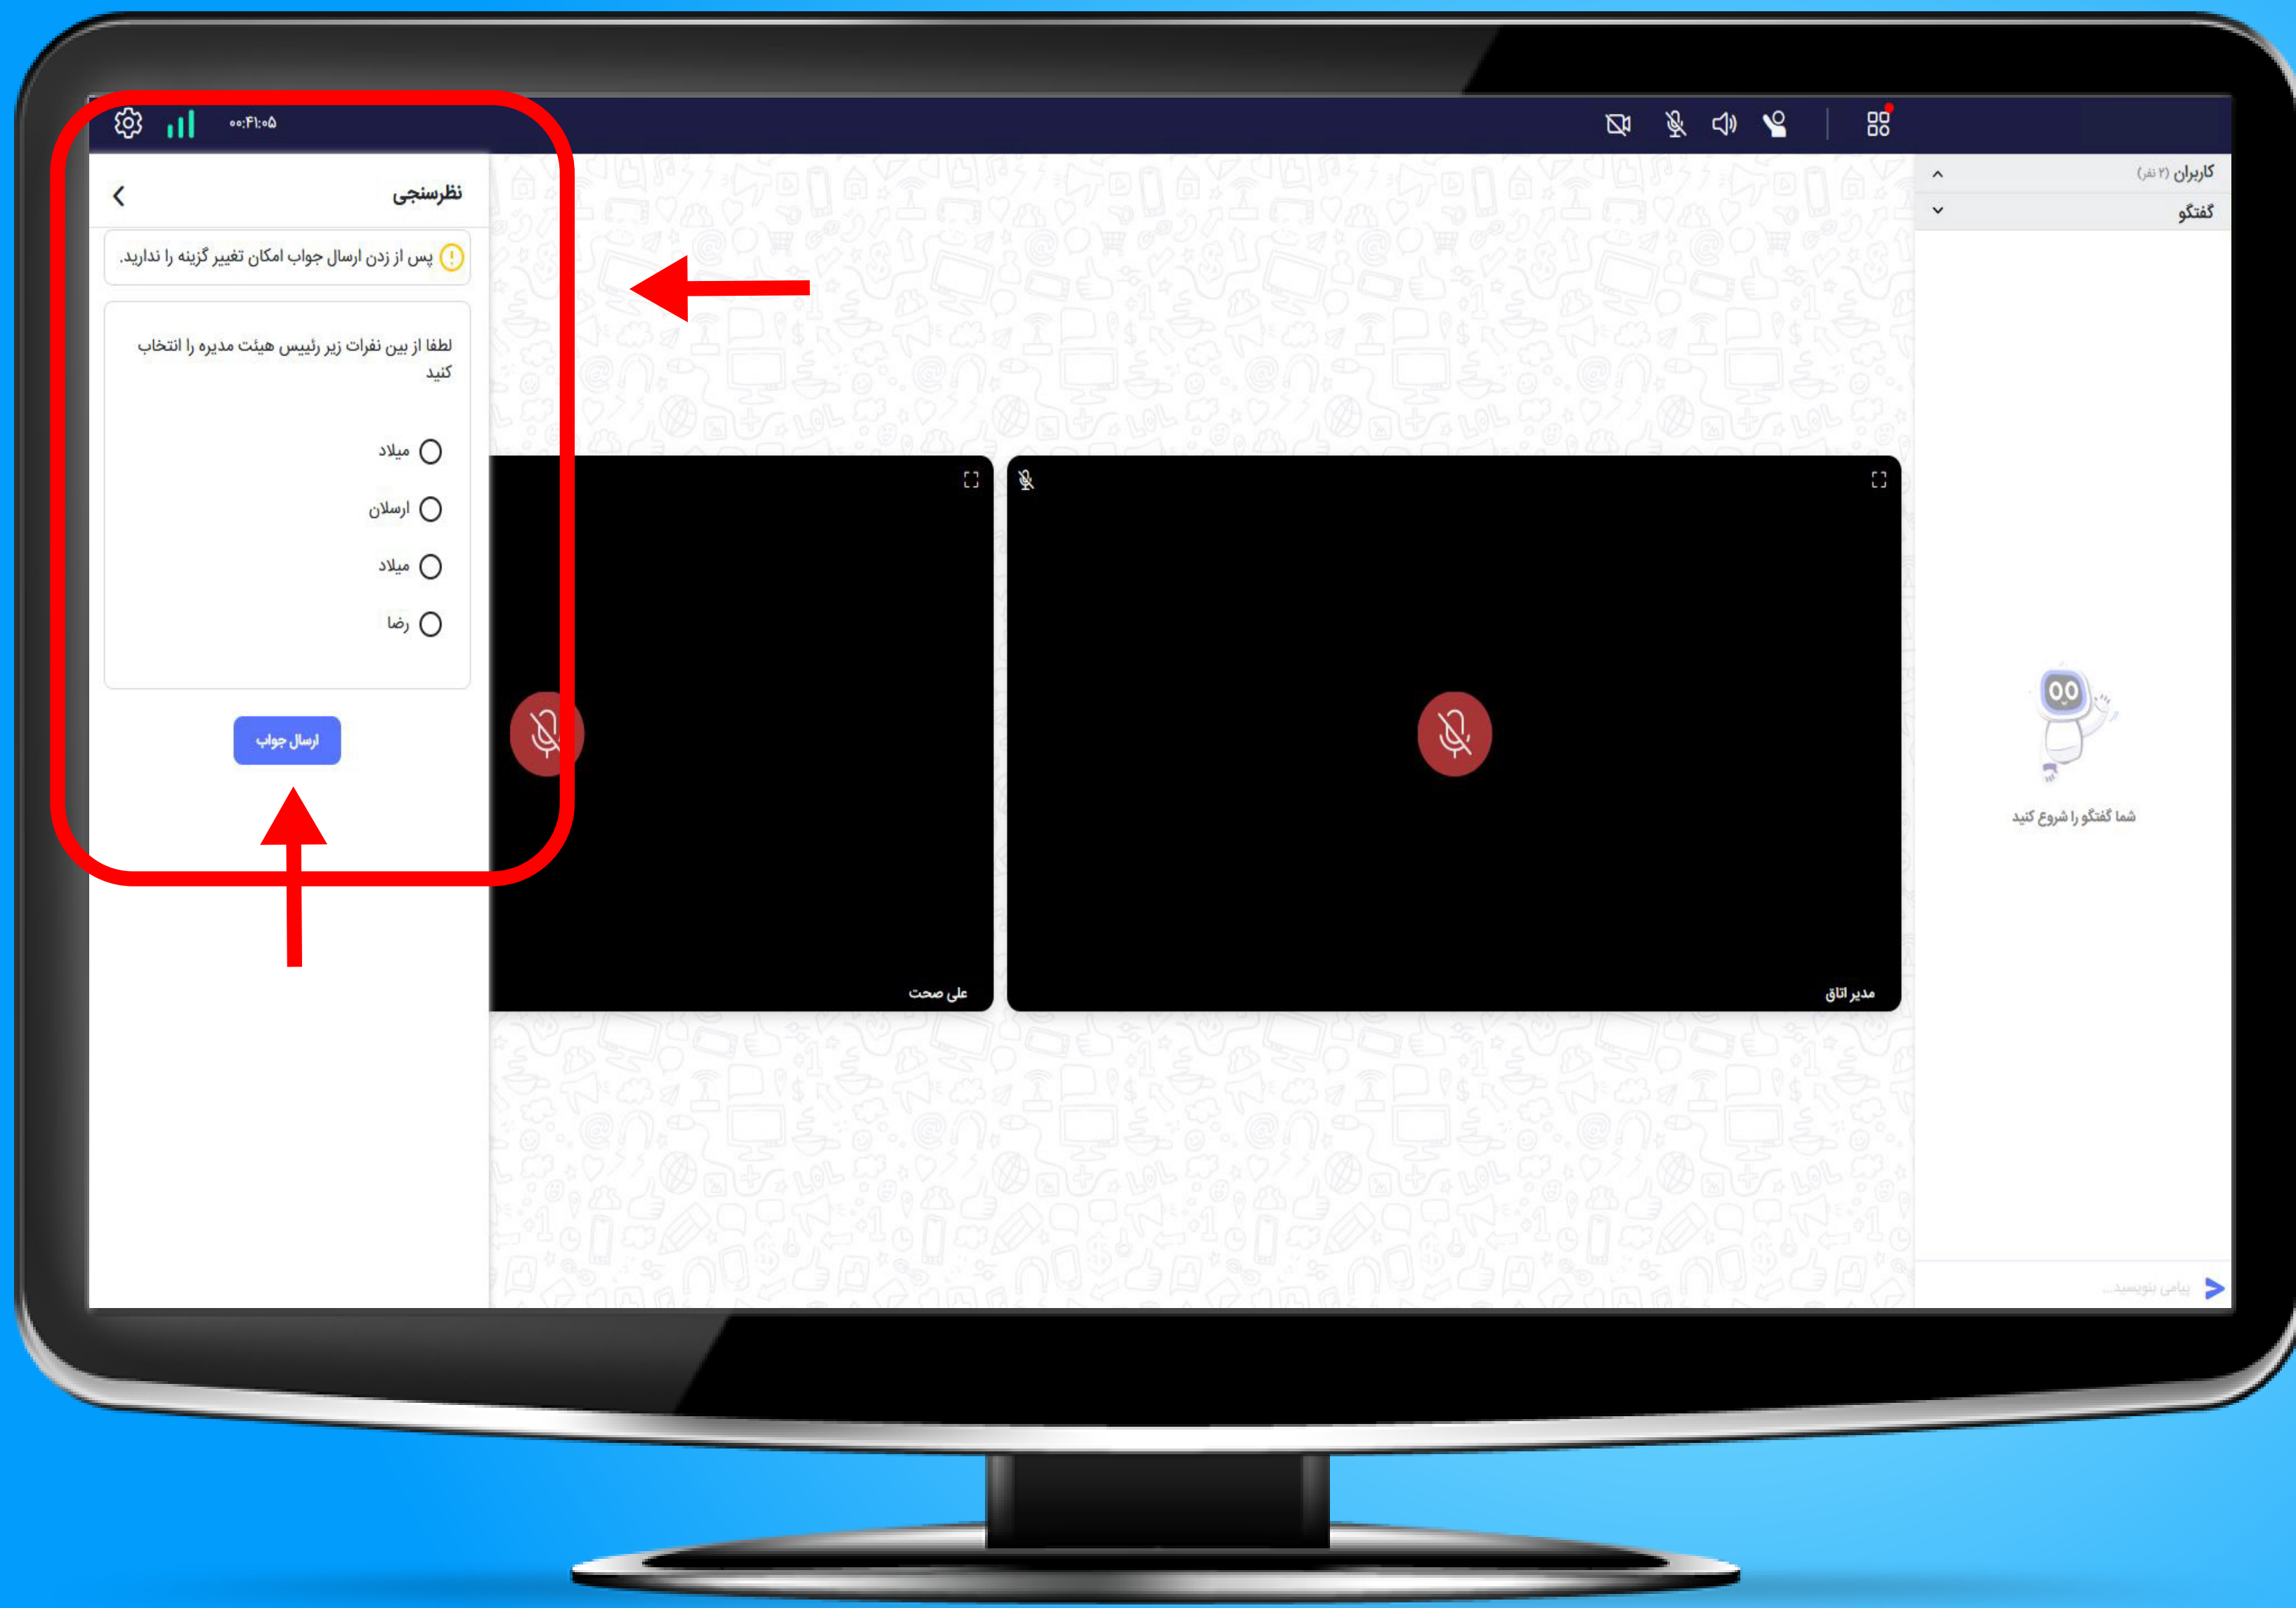 ۰۰:۴۱:۰۵
کاربران (۲ نفر)
گفتگو
نظرسنجی
پس از زدن ارسال جواب امکان تغییر گزینه را ندارید.
لطفا از بین نفرات زیر رئییس هیئت مدیره را انتخاب
کنید
میلاد
ارسلان
میلاد
رضا
ارسال جواب
علی صحت
مدیر اتاق
شما گفتگو را شروع کنید
پیامی بنویسید...